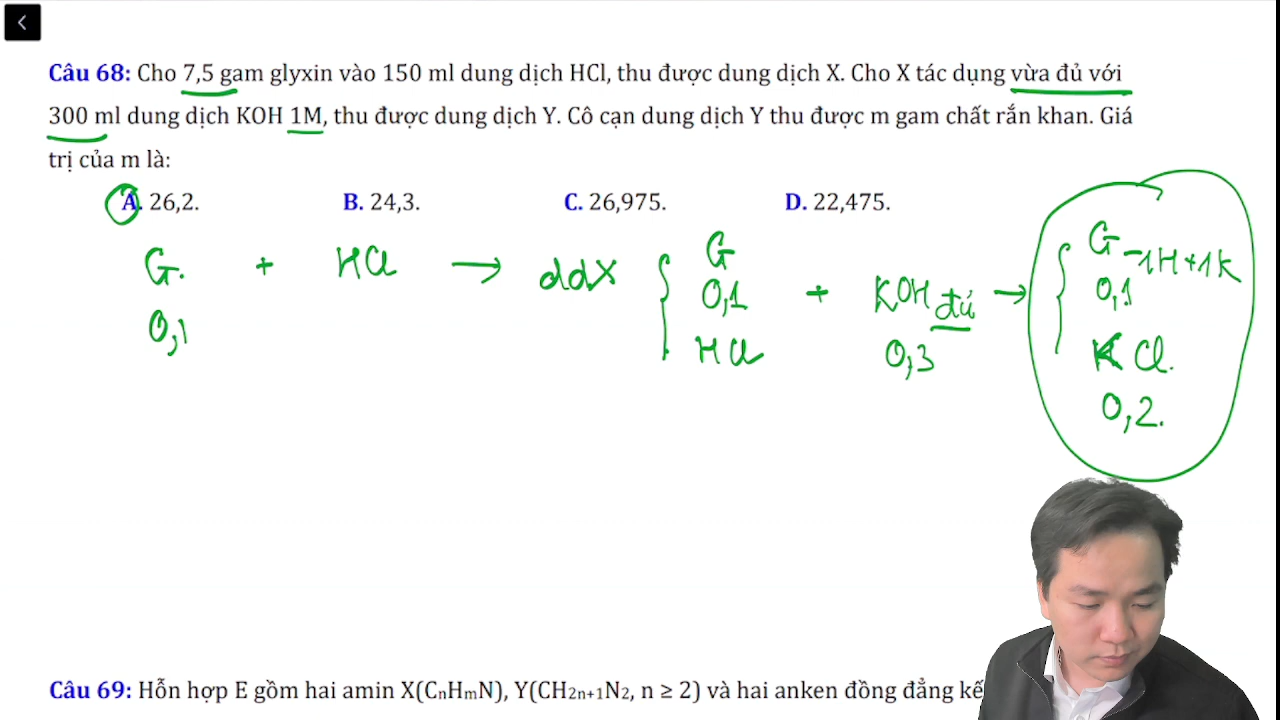 Câu 68: Cho 7,5 gam glyxin vào 150 ml dung dịch HCl, thu được dung dịch X. Cho X tác dụng vừa đủ với
300 ml dung dịch KOH 1M, thu được dung dịch Y. Cô cạn dung dịch Y thu được m gam chất rắn khan. Giá
trị của m là:
A. 26,2. B. 24,3. C. 26,975. D. 22,475.
G. + HCl → ddX { G + KOH đủ → { G -1H+1K
0,1 0,1 0,3 0,1
HCl KCl.
0,2.
Câu 69: Hỗn hợp E gồm hai amin X(CnHmN), Y(CH2n+1N2, n ≥ 2) và hai anken đồng đẳng kế